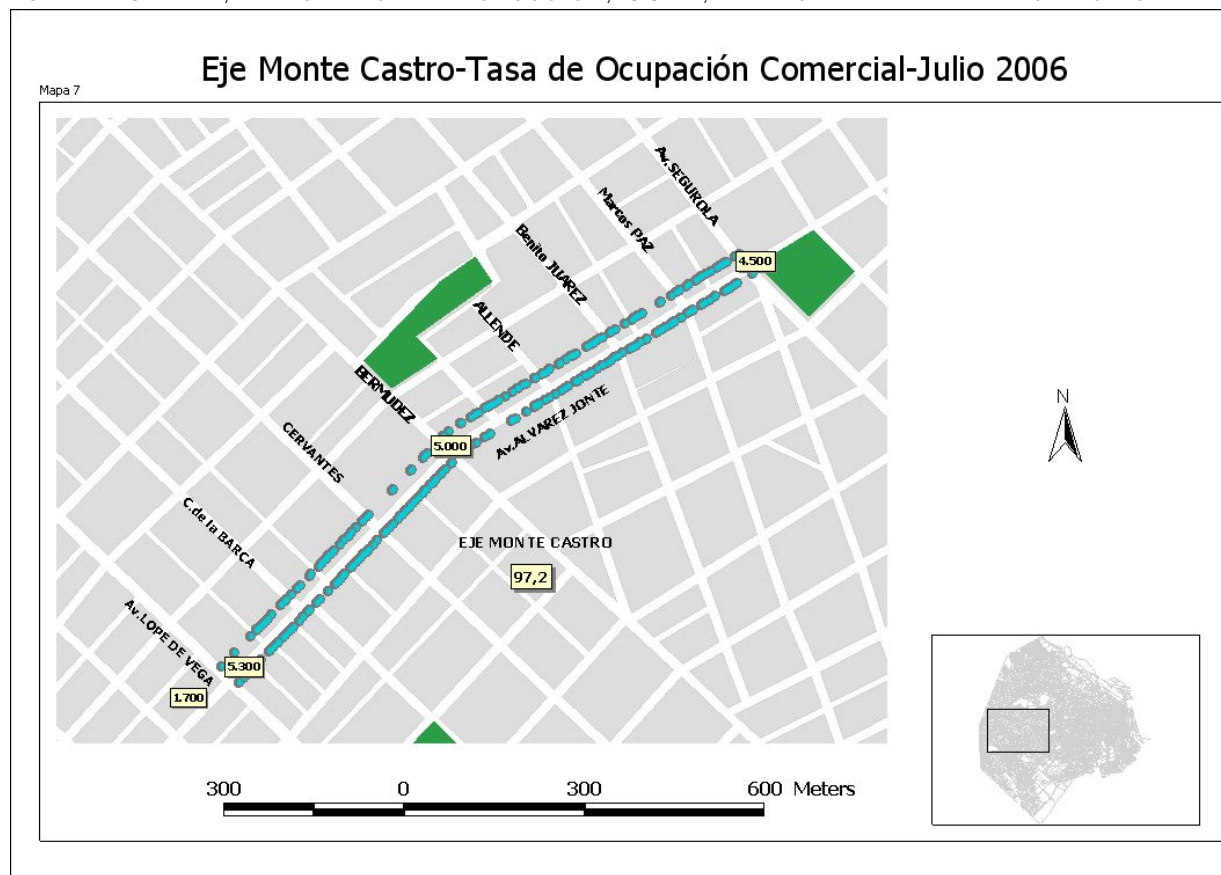 Eje Monte Castro-Tasa de Ocupación Comercial-Julio 2006
Mapa 7
Av.SEGUROLA
Marcos PAZ
Benito JUAREZ
4.500
ALLENDE
BERMUDEZ
Av.ALVAREZ JONTE
5.000
CERVANTES
C.de la BARCA
EJE MONTE CASTRO
97,2
Av.LOPE DE VEGA
5.300
1.700
N
300 0 300 600 Meters